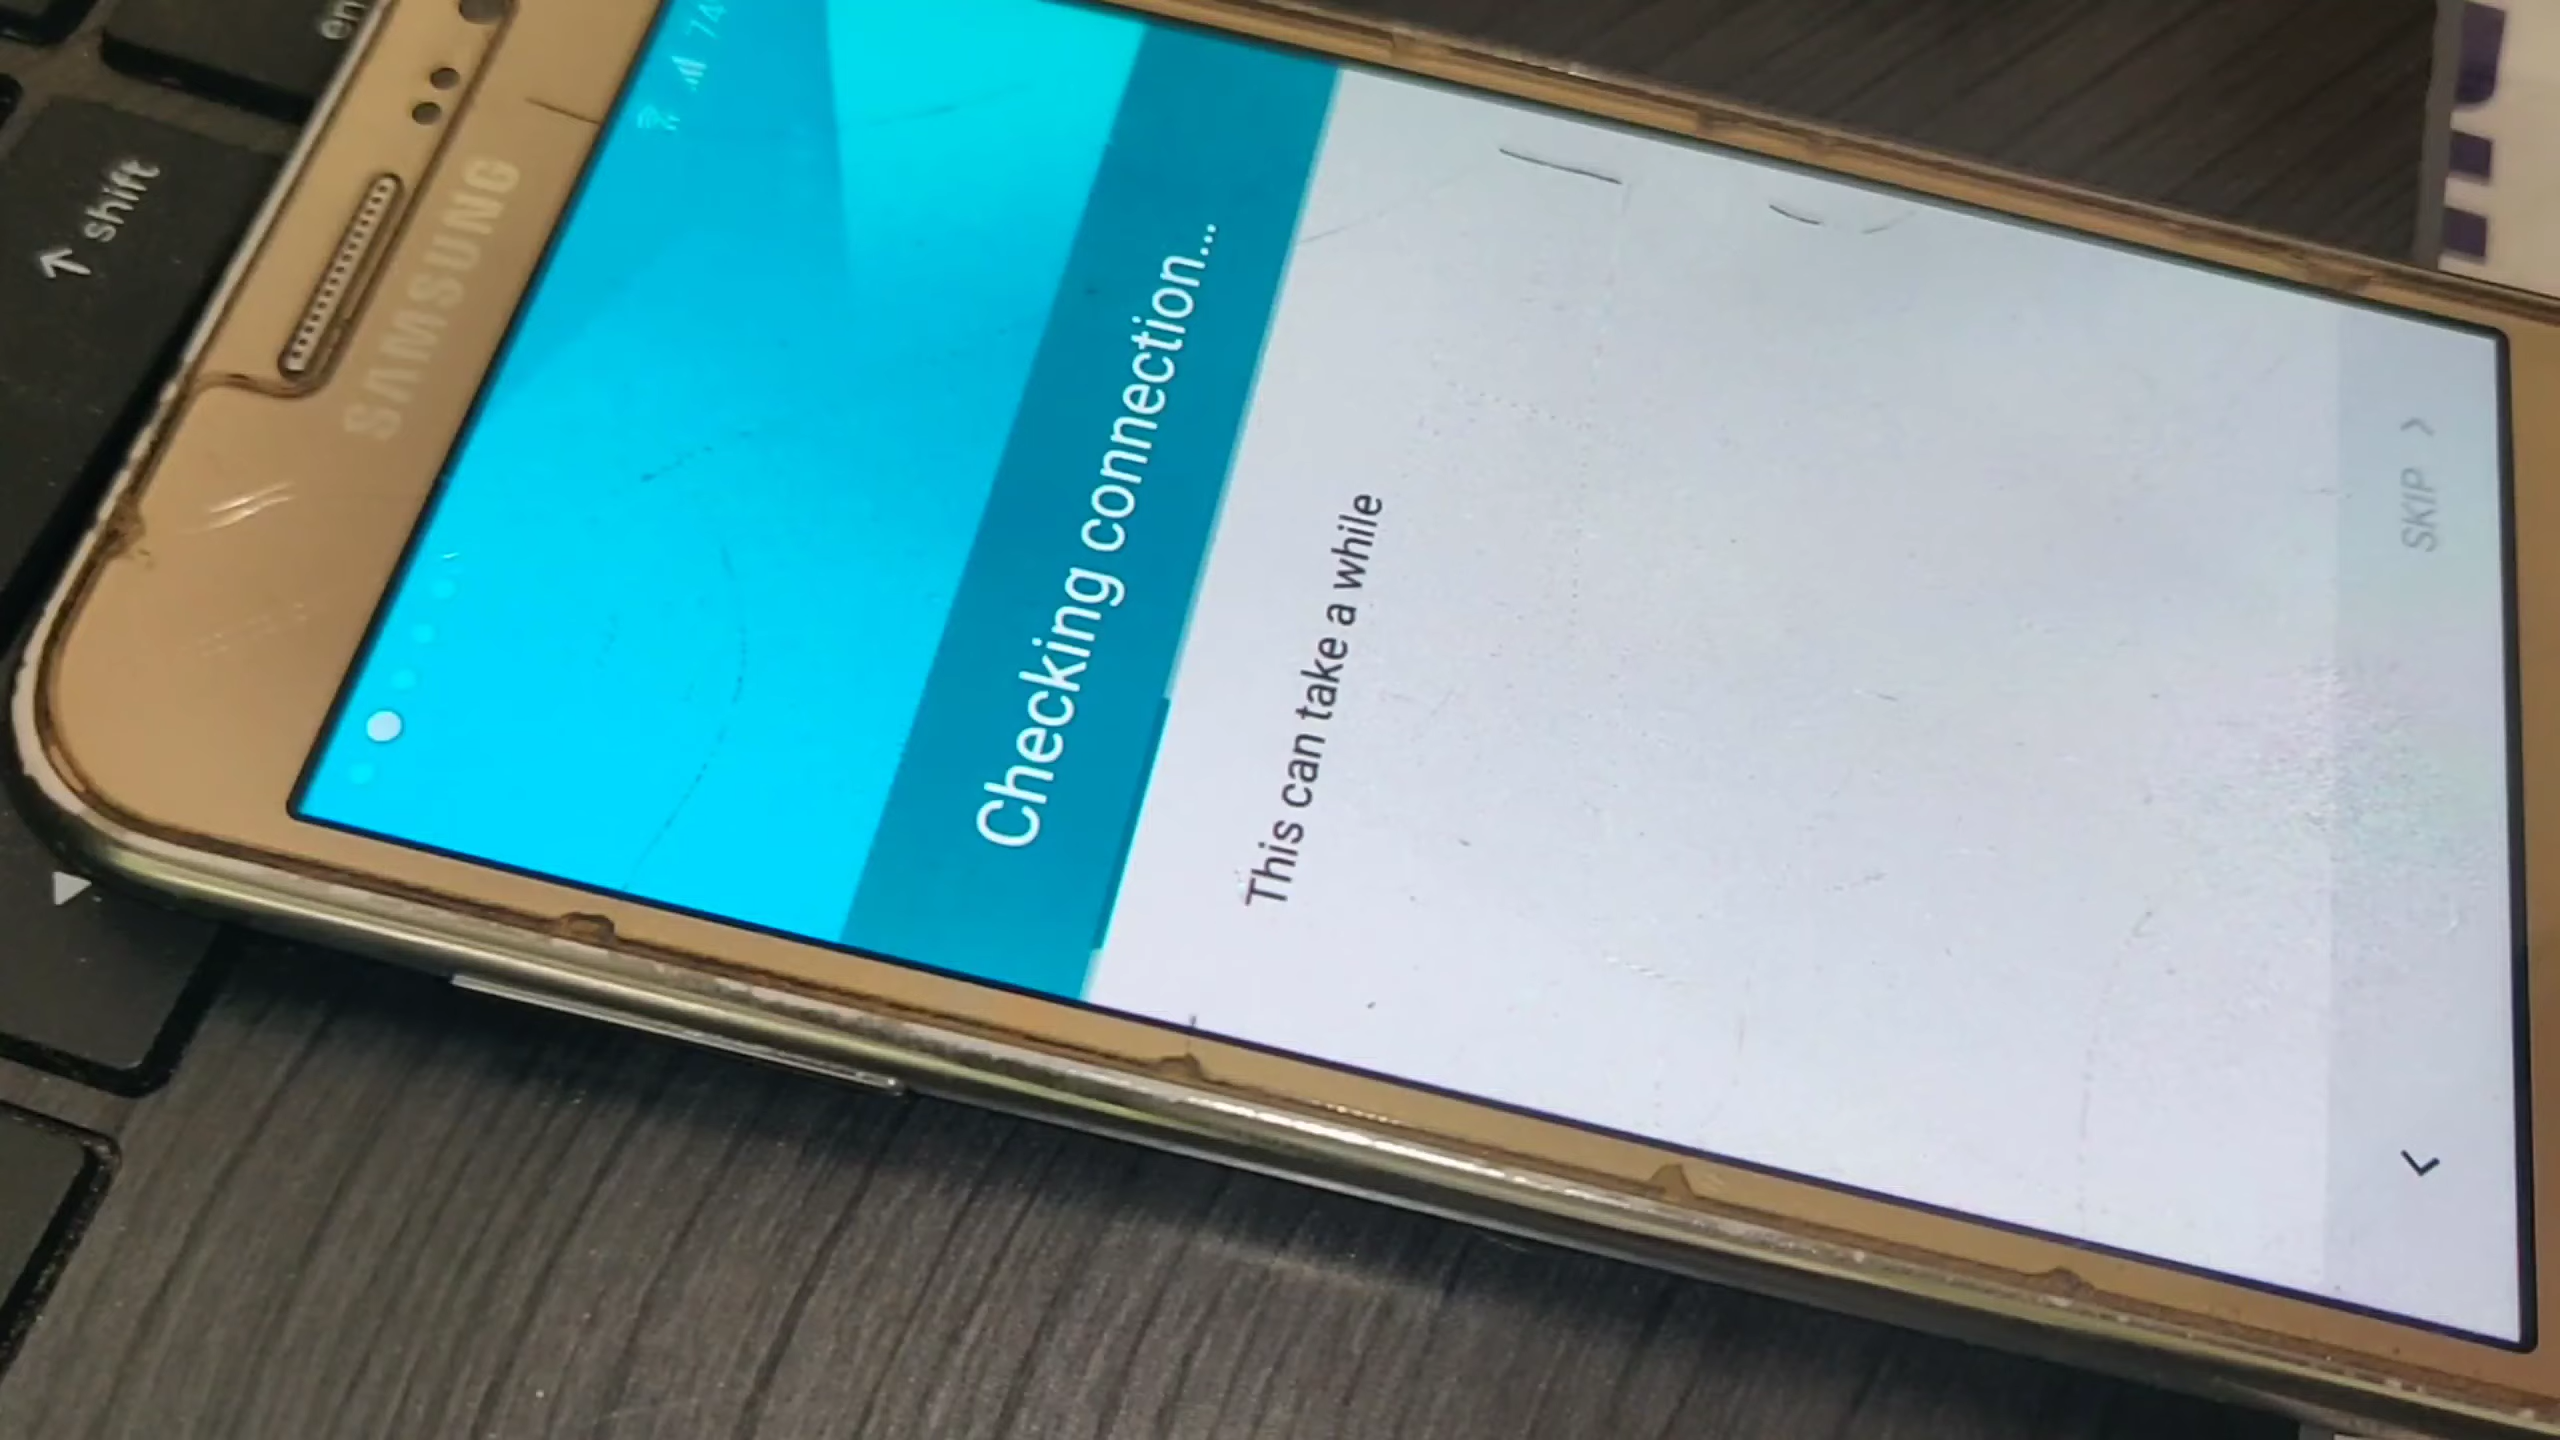 shift
SAMSUNG
Checking connection...
This can take a while
SKIP >